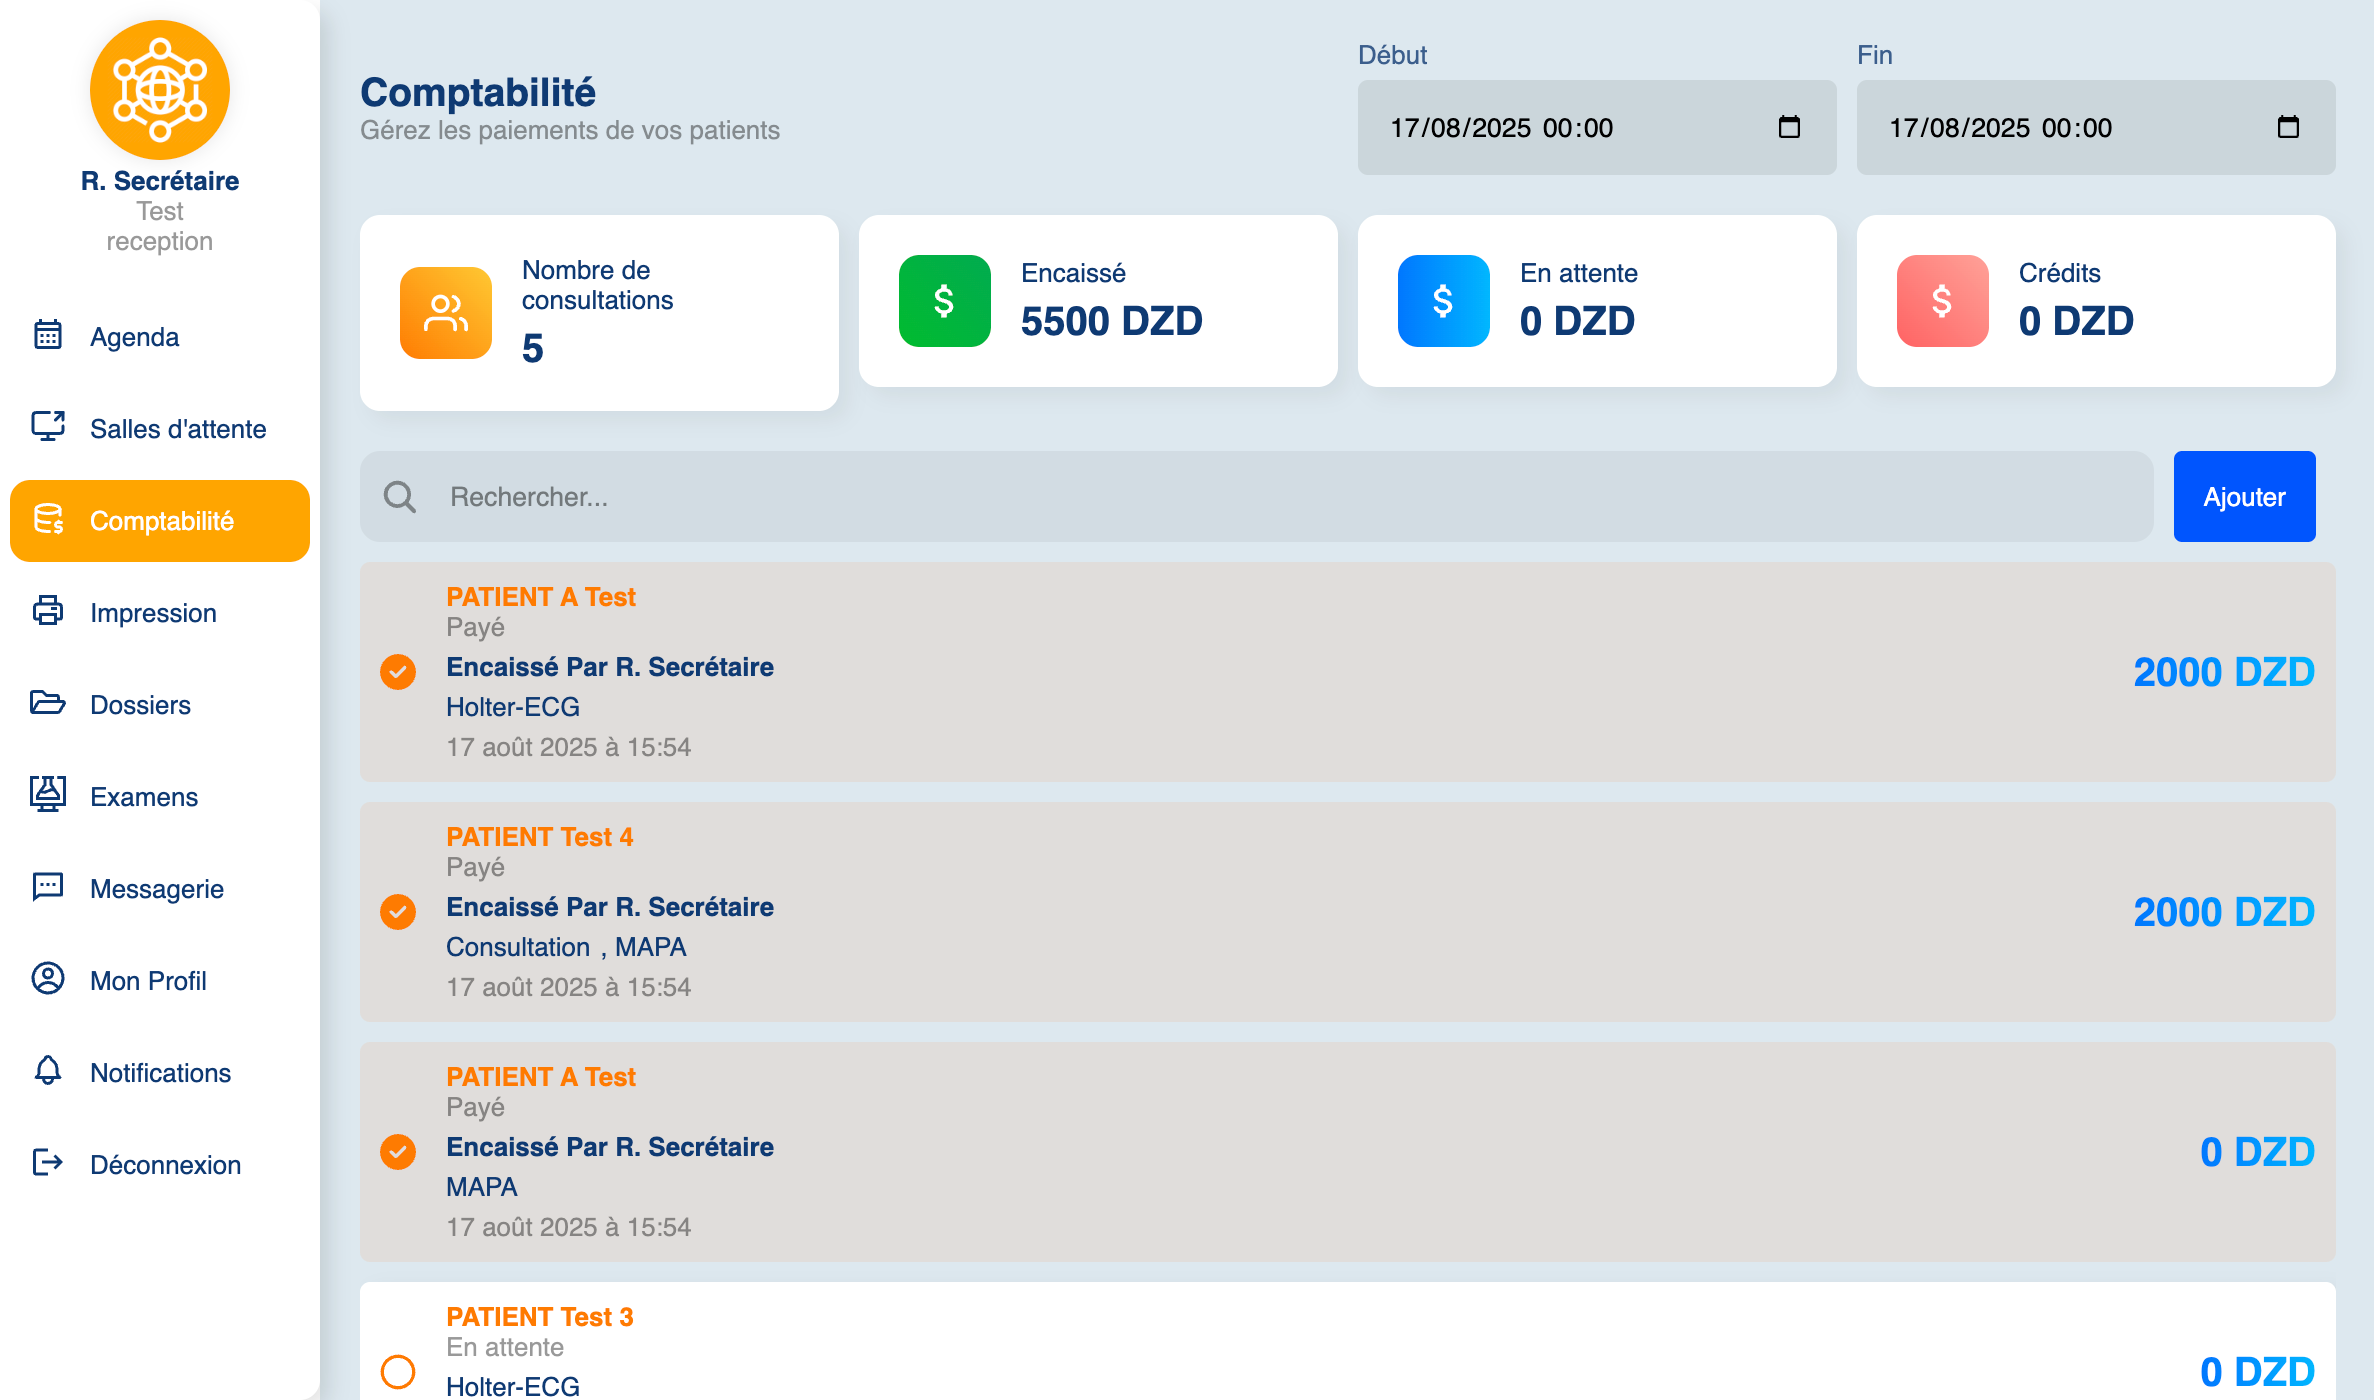 R. Secrétaire
Test
reception
Agenda
Salles d'attente
Comptabilité
Impression
Dossiers
Examens
Messagerie
Mon Profil
Notifications
Déconnexion
Comptabilité
Gérez les paiements de vos patients
Début
17/08/2025 00:00
Fin
17/08/2025 00:00
Nombre de
consultations
5
Encaissé
5500 DZD
En attente
0 DZD
Crédits
0 DZD
Rechercher...
Ajouter
PATIENT A Test
Payé
Encaissé Par R. Secrétaire
Holter-ECG
17 août 2025 à 15:54
2000 DZD
PATIENT Test 4
Payé
Encaissé Par R. Secrétaire
Consultation , MAPA
17 août 2025 à 15:54
2000 DZD
PATIENT A Test
Payé
Encaissé Par R. Secrétaire
MAPA
17 août 2025 à 15:54
0 DZD
PATIENT Test 3
En attente
Holter-ECG
0 DZD